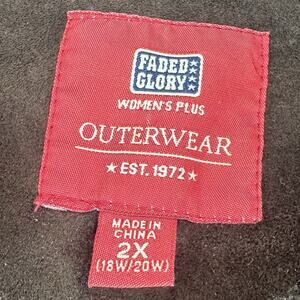 FADED
GLORY
WOMEN'S PLUS
OUTERWEAR
★ EST. 1972 ★
MADE IN
CHINA
2X
(18W/20W)